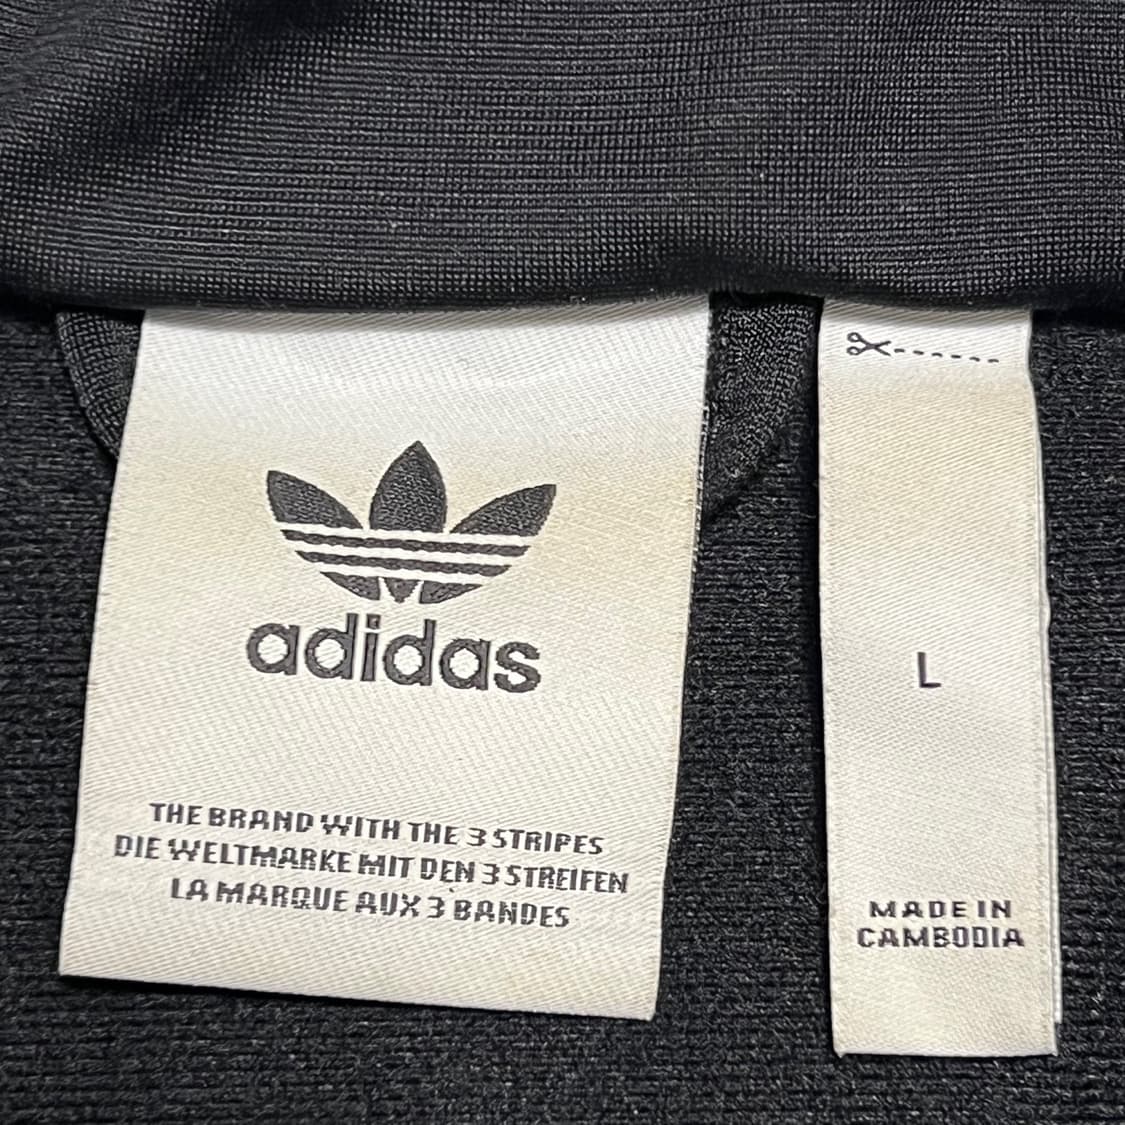 adidas
THE BRAND WITH THE 3 STRIPES
DIE WELTMARKE MIT DEN 3 STREIFEN
LA MARQUE AUX 3 BANDES
L
MADE IN
CAMBODIA